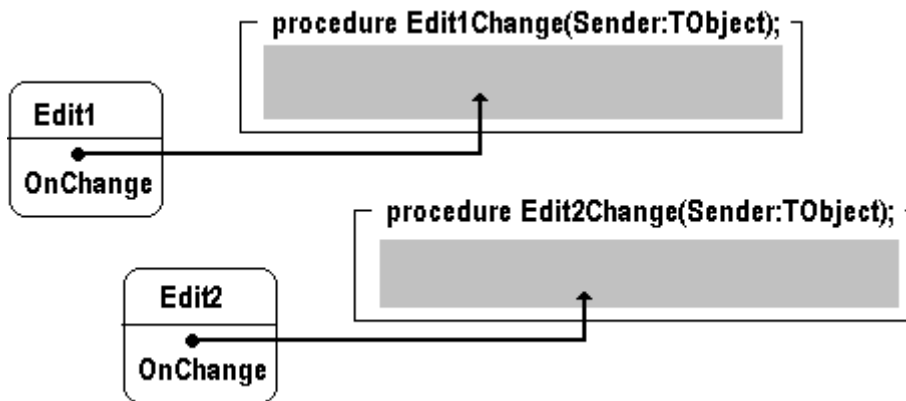 procedure Edit1Change(Sender:TObject);
Edit1
OnChange
procedure Edit2Change(Sender:TObject);
Edit2
OnChange